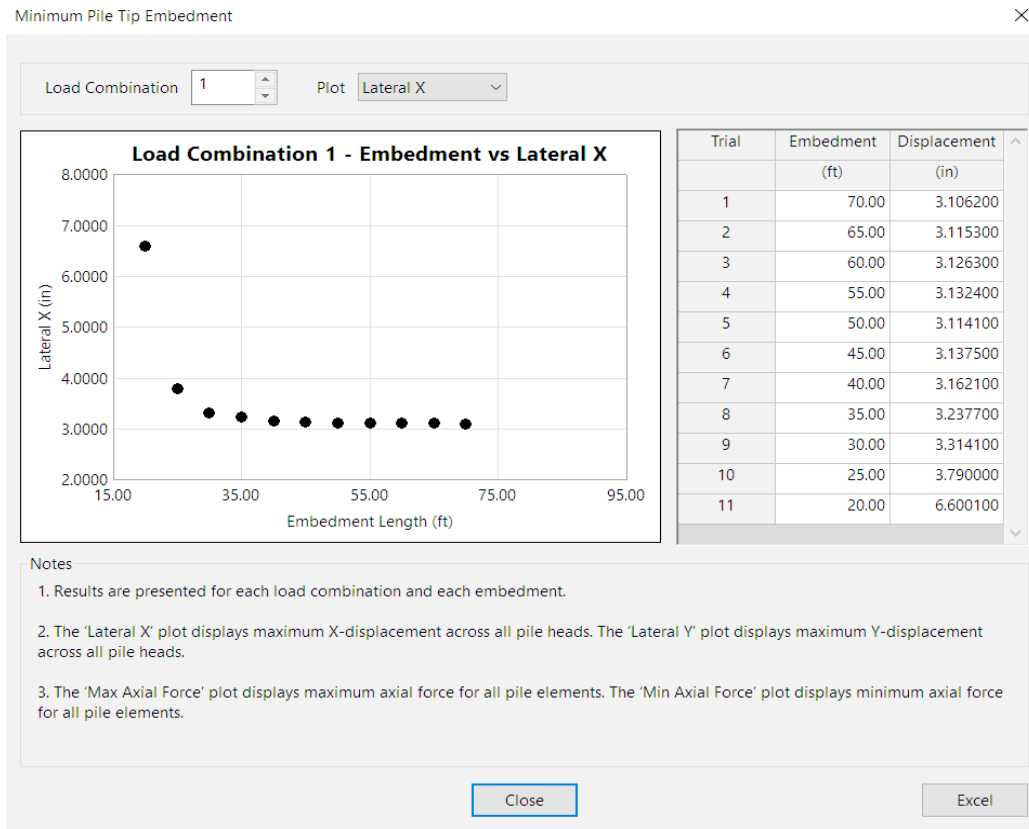 Minimum Pile Tip Embedment
Load Combination 1 Plot Lateral X
Load Combination 1 - Embedment vs Lateral X
8.0000
7.0000
6.0000
5.0000
4.0000
3.0000
2.0000
Lateral X (in)
15.00 35.00 55.00 75.00 95.00
Embedment Length (ft)
Trial Embedment Displacement
(ft) (in)
1 70.00 3.106200
2 65.00 3.115300
3 60.00 3.126300
4 55.00 3.132400
5 50.00 3.114100
6 45.00 3.137500
7 40.00 3.162100
8 35.00 3.237700
9 30.00 3.314100
10 25.00 3.790000
11 20.00 6.600100
Notes
1. Results are presented for each load combination and each embedment.
2. The ‘Lateral X’ plot displays maximum X-displacement across all pile heads. The ‘Lateral Y’ plot displays maximum Y-displacement
across all pile heads.
3. The ‘Max Axial Force’ plot displays maximum axial force for all pile elements. The ‘Min Axial Force’ plot displays minimum axial force
for all pile elements.
Close Excel